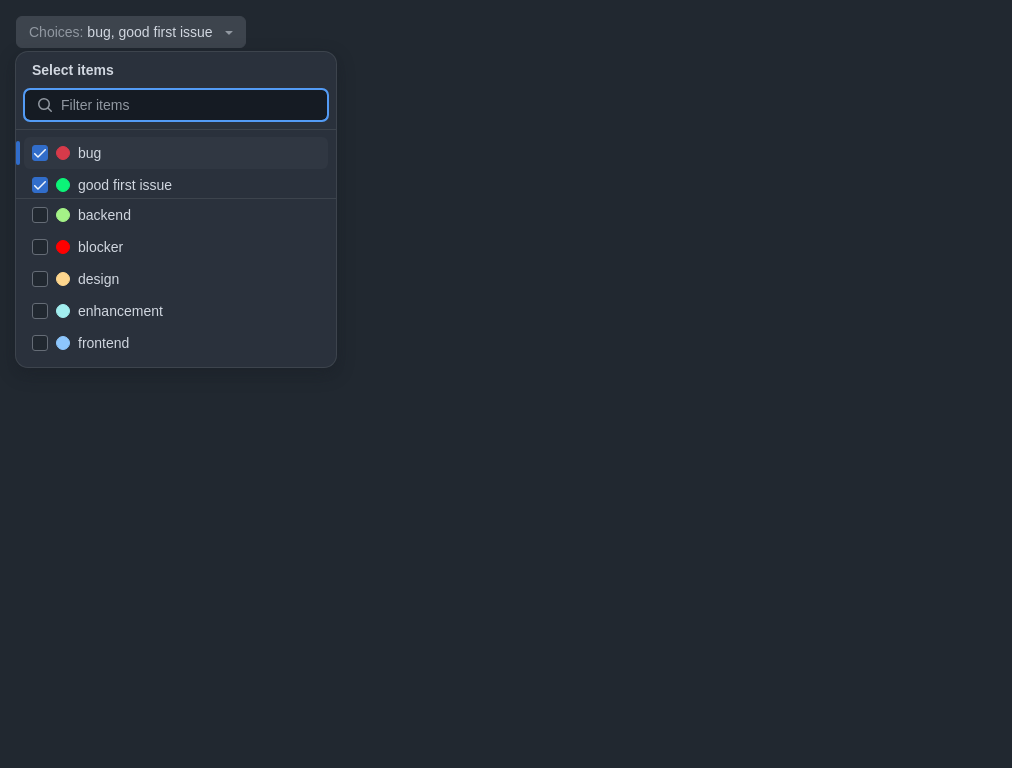 Choices: bug, good first issue
Select items
Filter items
bug
good first issue
backend
blocker
design
enhancement
frontend